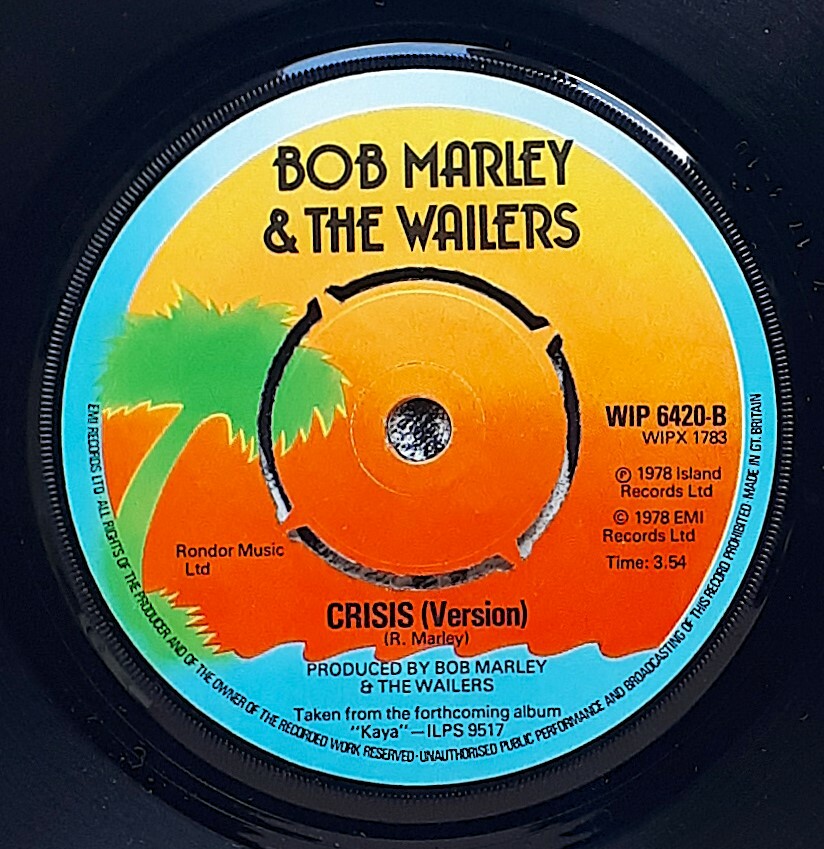 BOB MARLEY
& THE WAILERS
WIP 6420-B
WIPX 1783
℗ 1978 Island
Records Ltd
© 1978 EMI
Records Ltd
Time: 3.54
Rondor Music
Ltd
CRISIS (Version)
(R. Marley)
PRODUCED BY BOB MARLEY
& THE WAILERS
Taken from the forthcoming album
"Kaya"—ILPS 9517
EMI RECORDS LTD·ALL RIGHTS OF THE PRODUCER AND OF THE OWNER OF THE RECORDED WORK RESERVED·UNAUTHORISED PUBLIC PERFORMANCE AND BROADCASTING OF THIS RECORD PROHIBITED MADE IN GT. BRITAIN